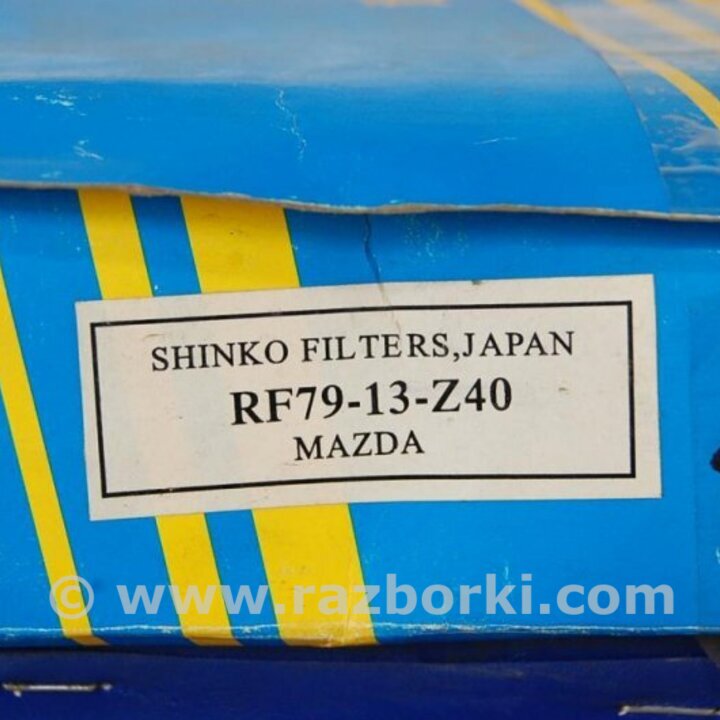 SHINKO FILTERS,JAPAN
RF79-13-Z40
MAZDA
© www.razborki.com